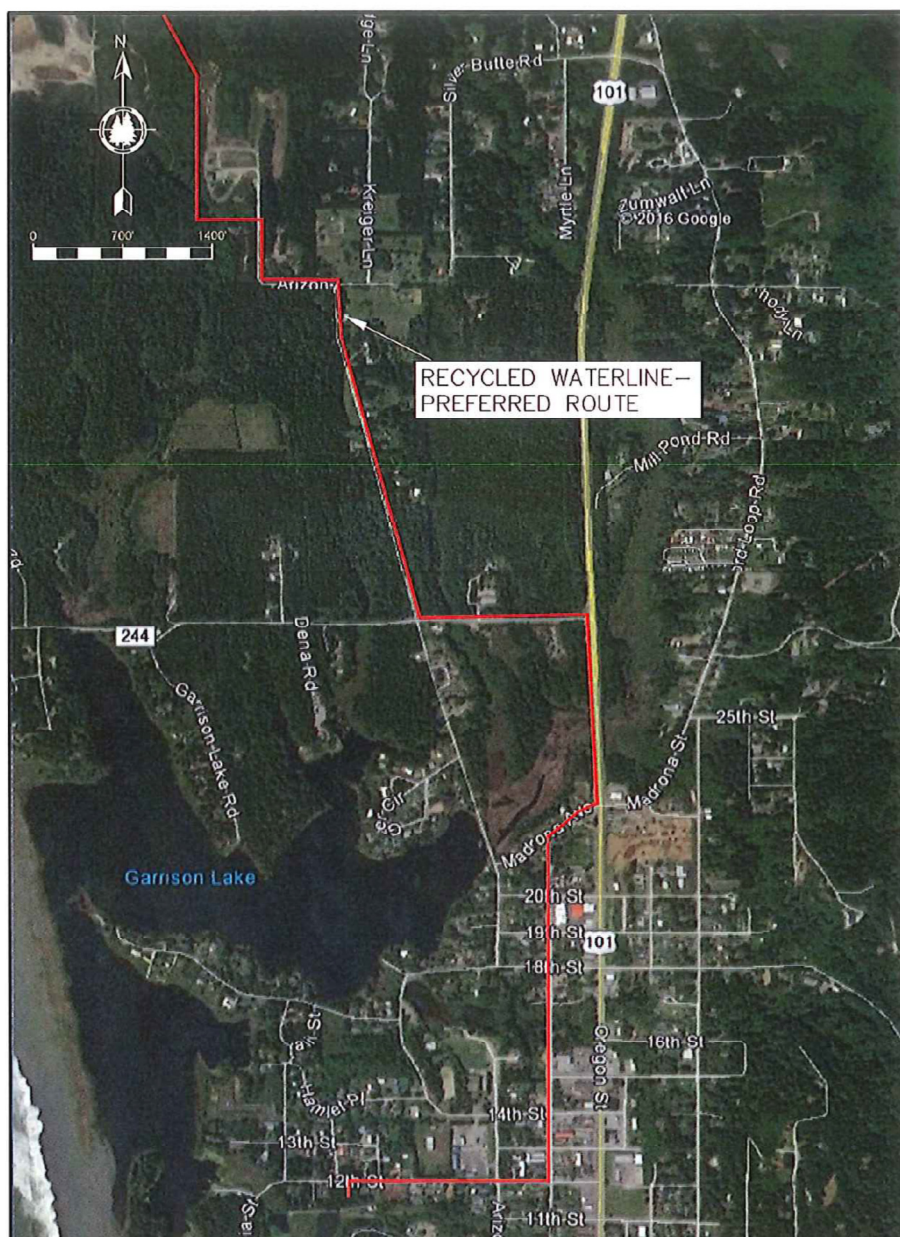 N
Silver Butte Rd
101
Kreiger Ln
Myrtle Ln
Zumwalt Ln
© 2016 Google
0 700' 1400'
RECYCLED WATERLINE-
PREFERRED ROUTE
Mill Pond Rd
244
Dena Rd
Garrison Lake Rd
25th St
Madrona St
Madrona Ave
Garrison Lake
20th St
19th St
101
18th St
Oregon St
16th St
Hamlet Pl
14th St
13th St
12th St
11th St